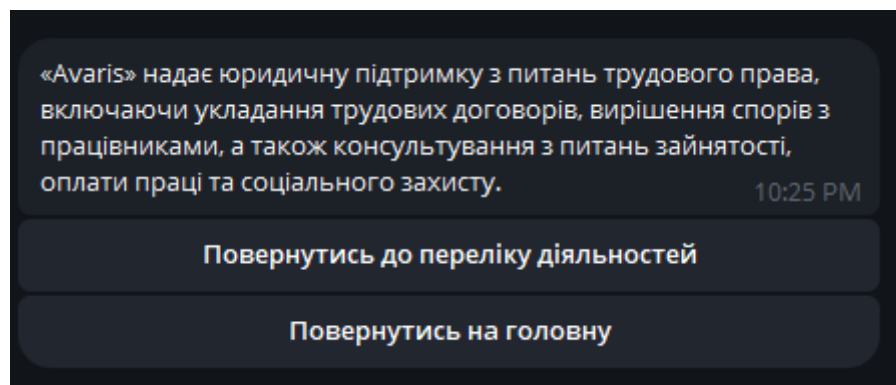 «Avaris» надає юридичну підтримку з питань трудового права,
включаючи укладання трудових договорів, вирішення спорів з
працівниками, а також консультування з питань зайнятості,
оплати праці та соціального захисту.
10:25 PM
Повернутись до переліку діяльностей
Повернутись на головну